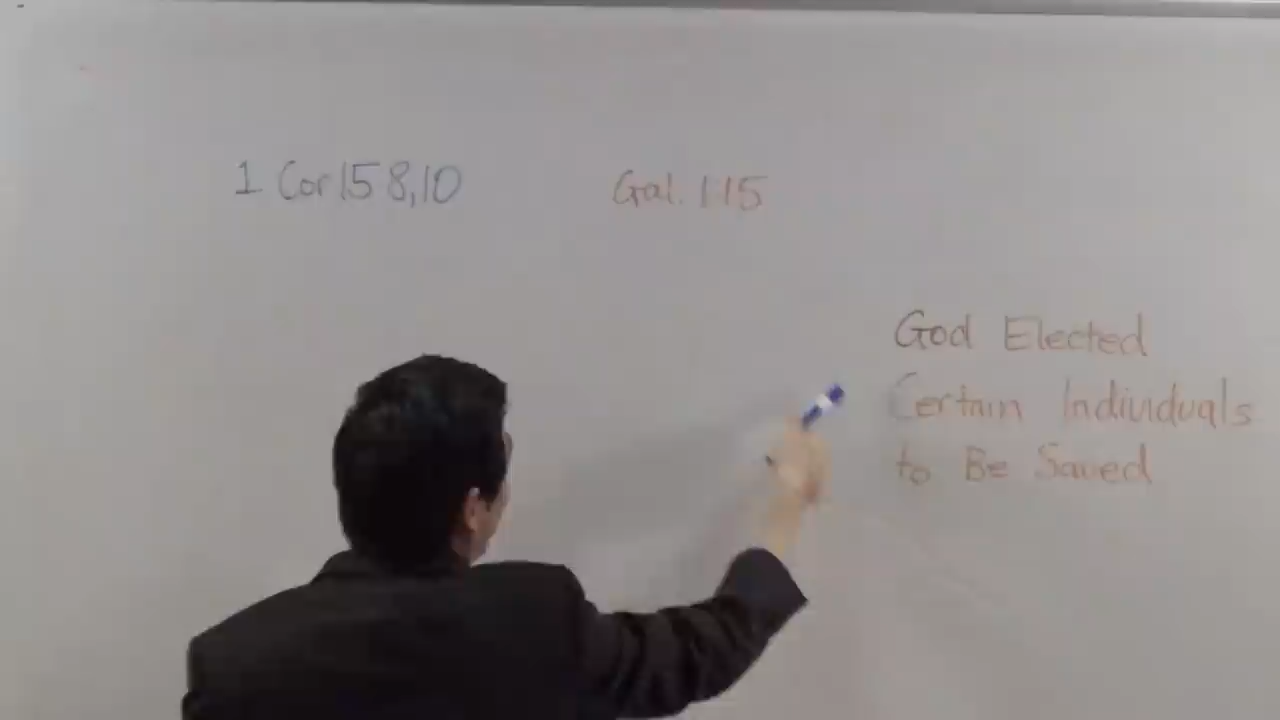 1 Cor 15 8,10
Gal. 1 15
God Elected
Certain Individuals
to Be Saved